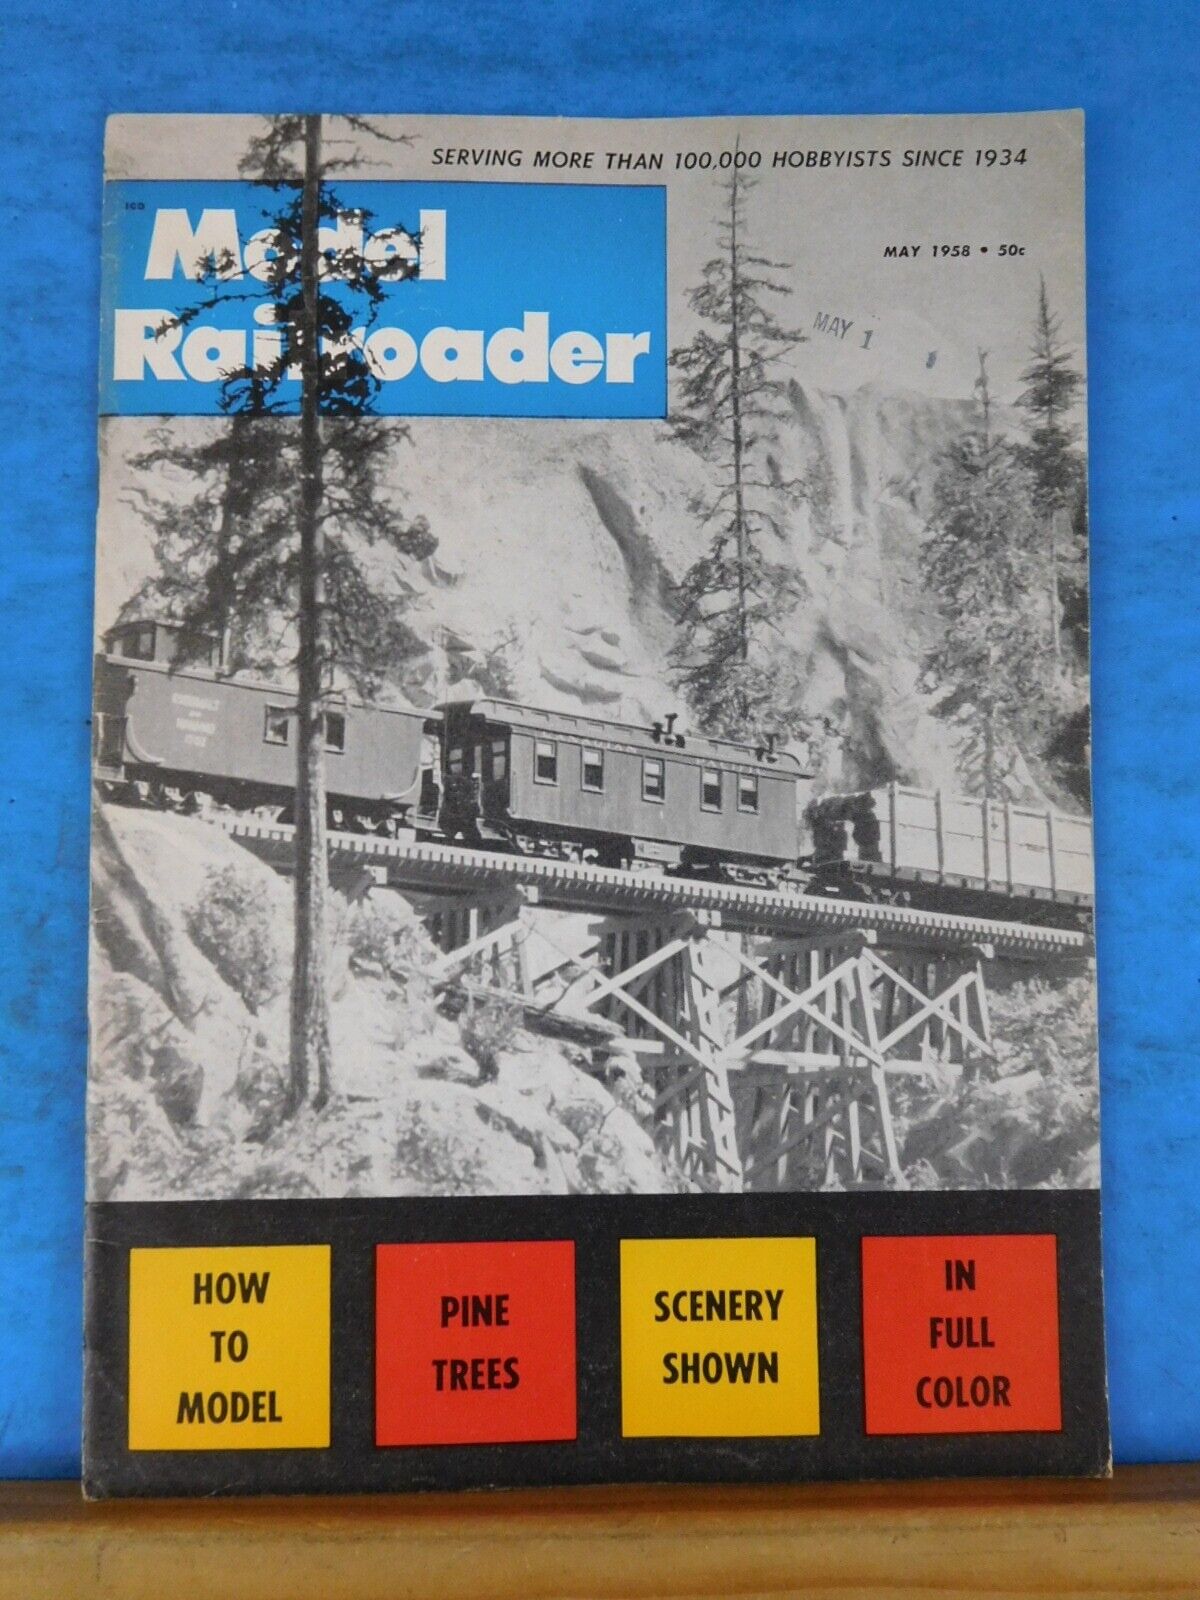 SERVING MORE THAN 100,000 HOBBYISTS SINCE 1934
Model
Railroader
MAY 1958 • 50c
MAY 1
HOW
TO
MODEL
PINE
TREES
SCENERY
SHOWN
IN
FULL
COLOR